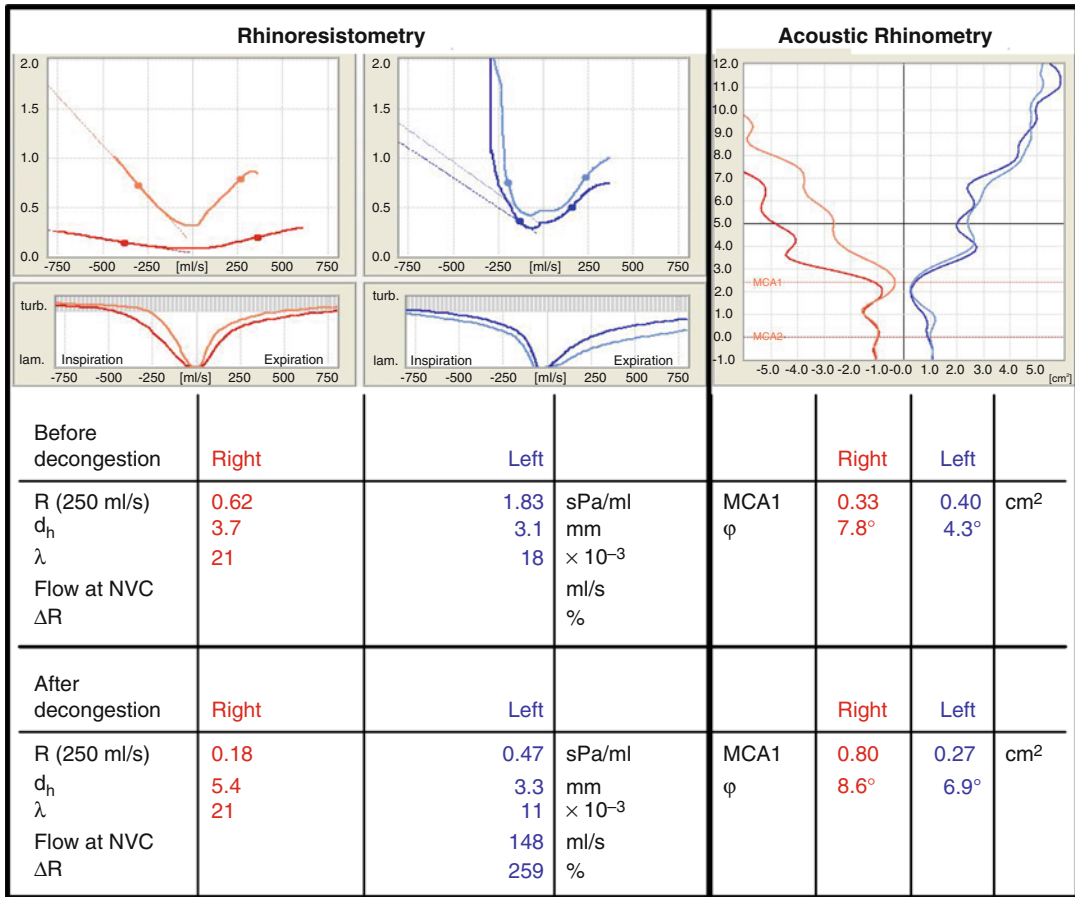 Rhinoresistometry
Acoustic Rhinometry
2.0
1.5
1.0
0.5
0.0
-750 -500 -250 [ml/s] 250 500 750
2.0
1.5
1.0
0.5
0.0
-750 -500 -250 [ml/s] 250 500 750
turb.
lam. Inspiration Expiration
-750 -500 -250 [ml/s] 250 500 750
turb.
lam. Inspiration Expiration
-750 -500 -250 [ml/s] 250 500 750
12.0
11.0
10.0
9.0
8.0
7.0
6.0
5.0
4.0
3.0
MCA1
2.0
1.0
0.0
MCA2
-1.0
-5.0 -4.0 -3.0 -2.0 -1.0 0.0 1.0 2.0 3.0 4.0 5.0
[cm²]
Before
decongestion Right Left Right Left
R (250 ml/s) 0.62 1.83 sPa/ml MCA1 0.33 0.40 cm²
dₕ 3.7 3.1 mm φ 7.8° 4.3°
λ 21 18 × 10⁻³
Flow at NVC ml/s
ΔR %
After
decongestion Right Left Right Left
R (250 ml/s) 0.18 0.47 sPa/ml MCA1 0.80 0.27 cm²
dₕ 5.4 3.3 mm φ 8.6° 6.9°
λ 21 11 × 10⁻³
Flow at NVC 148 ml/s
ΔR 259 %